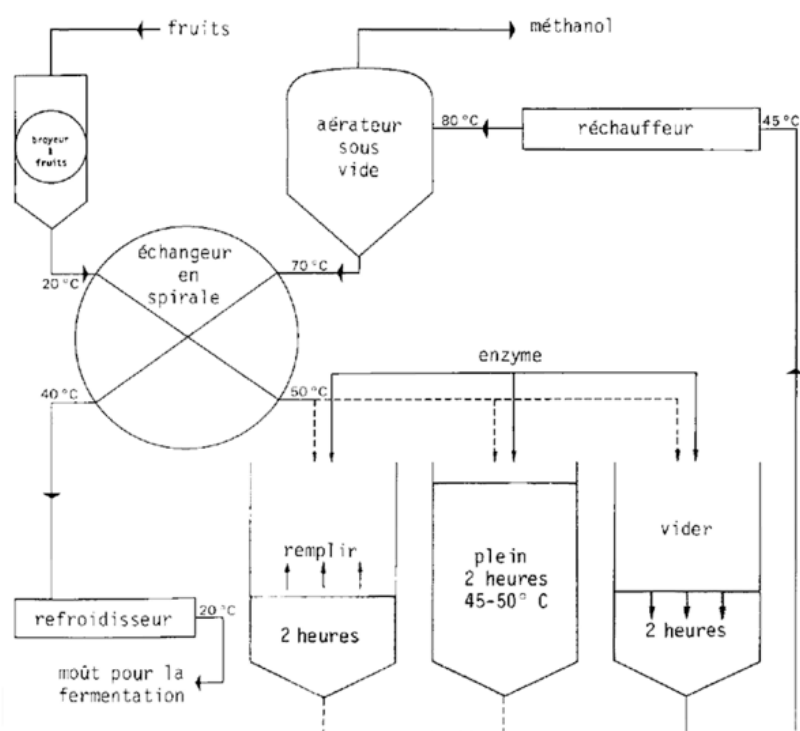 fruits
méthanol
broyeur
à
fruits
aérateur
sous
vide
80 °C
réchauffeur
45 °C
échangeur
en
spirale
20 °C
70 °C
enzyme
40 °C
50 °C
remplir
2 heures
plein
2 heures
45-50° C
vider
2 heures
refroidisseur
20 °C
moût pour la
fermentation